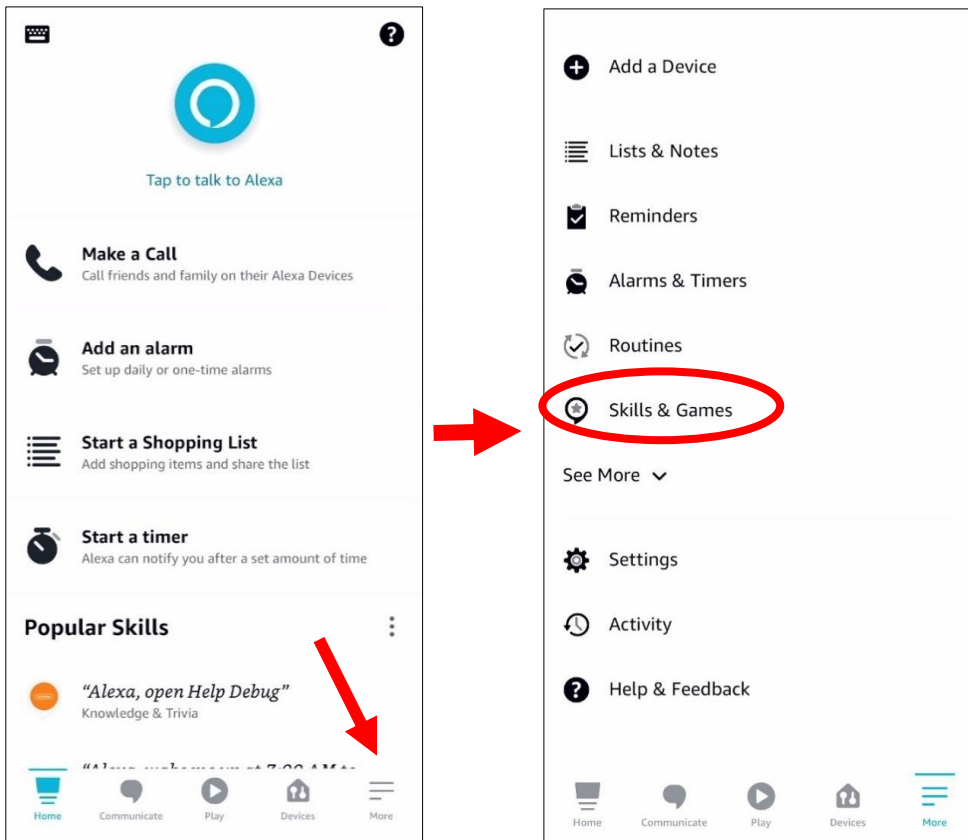 Tap to talk to Alexa
Make a Call
Call friends and family on their Alexa Devices
Add an alarm
Set up daily or one-time alarms
Start a Shopping List
Add shopping items and share the list
Start a timer
Alexa can notify you after a set amount of time
Popular Skills
“Alexa, open Help Debug”
Knowledge & Trivia
Home
Communicate
Play
Devices
More
Add a Device
Lists & Notes
Reminders
Alarms & Timers
Routines
Skills & Games
See More
Settings
Activity
Help & Feedback
Home
Communicate
Play
Devices
More